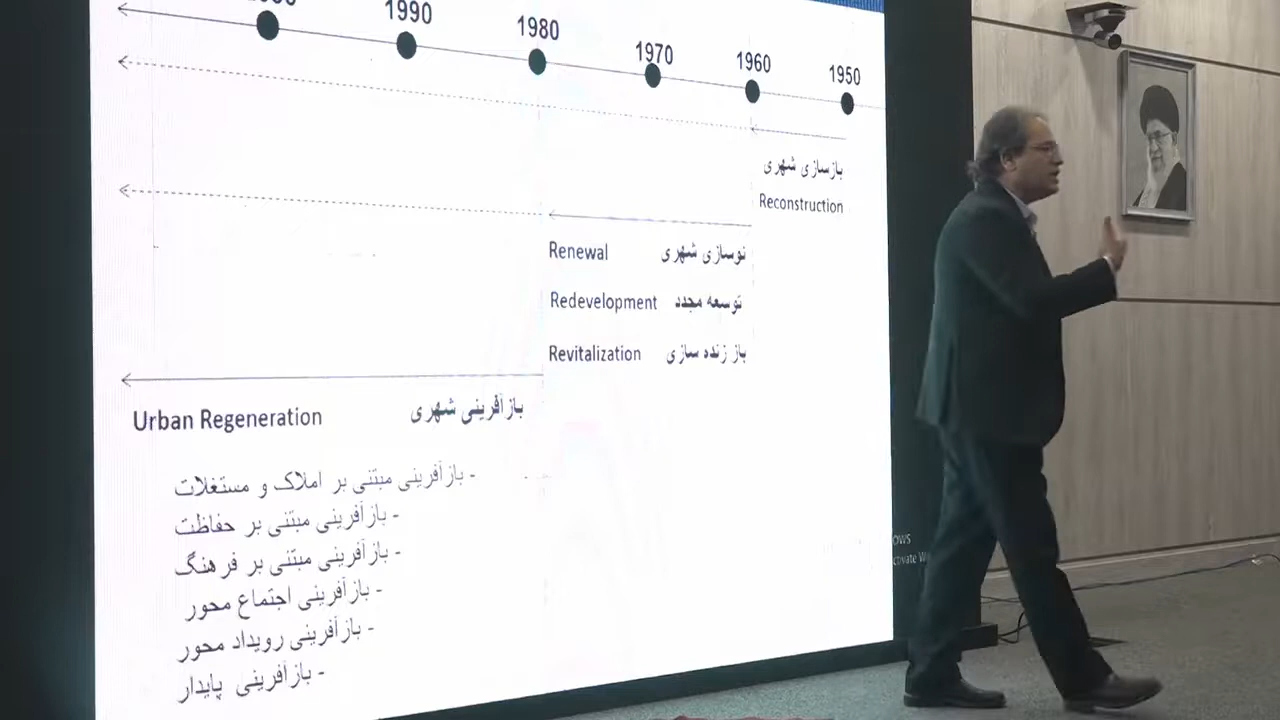 1990
1980
1970
1960
1950
بازسازی شهری
Reconstruction
Renewal نوسازی شهری
Redevelopment توسعه مجدد
Revitalization باز زنده سازی
Urban Regeneration بازآفرینی شهری
- بازآفرینی مبتنی بر املاک و مستغلات
- بازآفرینی مبتنی بر حفاظت
- بازآفرینی مبتنی بر فرهنگ
- بازآفرینی اجتماع محور
- بازآفرینی رویداد محور
- بازآفرینی پایدار